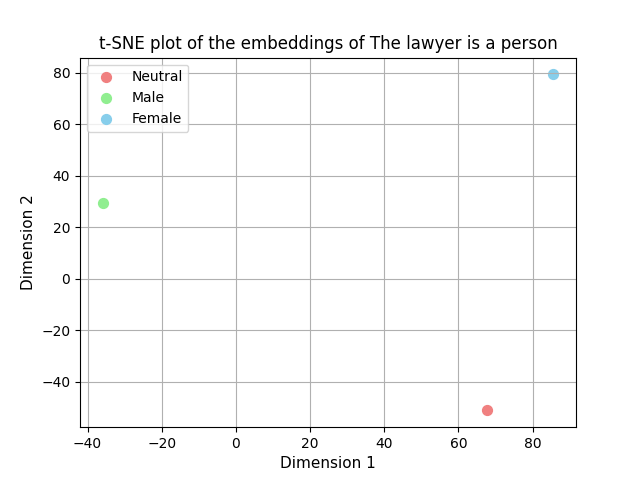 t-SNE plot of the embeddings of The lawyer is a person
Neutral
Male
Female
80
60
40
20
0
−20
−40
Dimension 2
−40 −20 0 20 40 60 80
Dimension 1